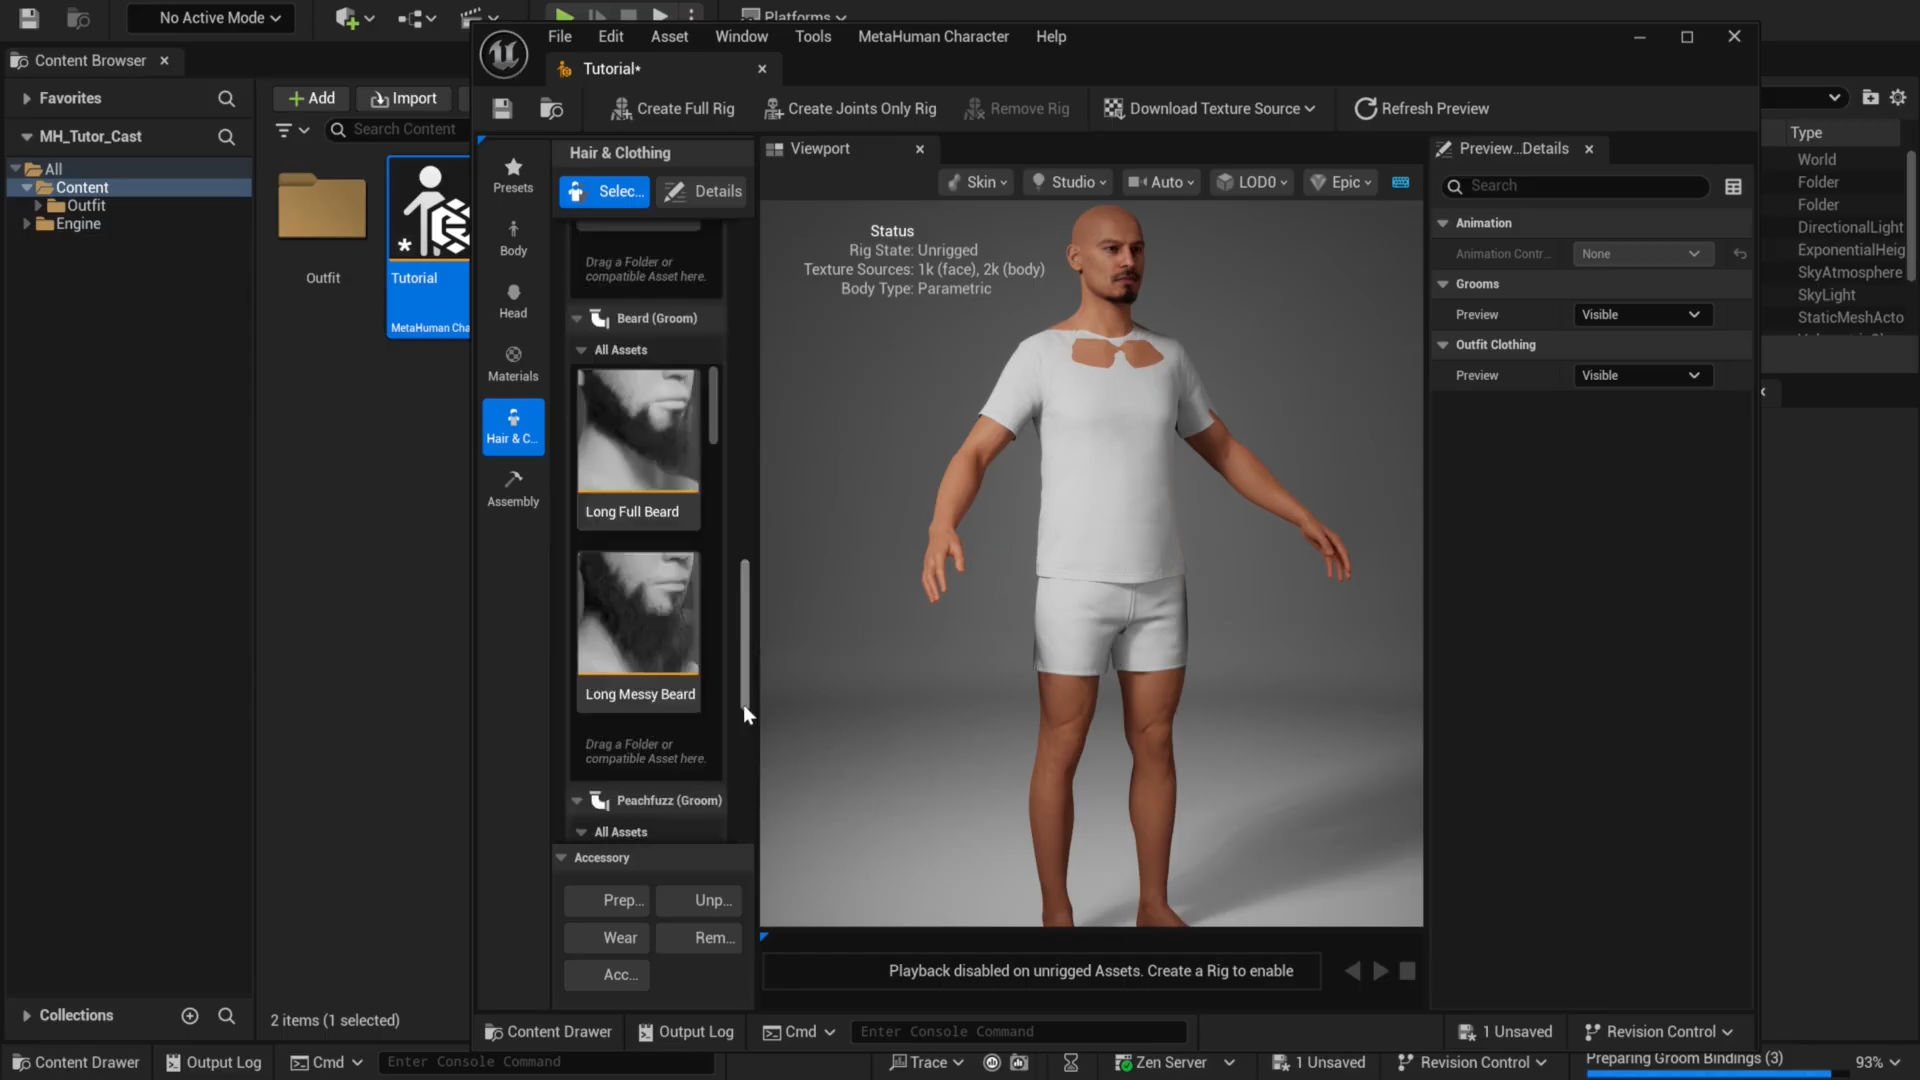 No Active Mode
Platforms
Content Browser
Favorites
MH_Tutor_Cast
All
Content
Outfit
Engine
Collections
Add
Import
Search Content
Outfit
Tutorial
MetaHuman Cha
2 items (1 selected)
File
Edit
Asset
Window
Tools
MetaHuman Character
Help
Tutorial*
Create Full Rig
Create Joints Only Rig
Remove Rig
Download Texture Source
Refresh Preview
Presets
Body
Head
Materials
Hair & C...
Assembly
Hair & Clothing
Selec...
Details
Drag a Folder or
compatible Asset here.
Beard (Groom)
All Assets
Long Full Beard
Long Messy Beard
Drag a Folder or
compatible Asset here.
Peachfuzz (Groom)
All Assets
Accessory
Prep...
Unp...
Wear
Rem...
Acc...
Viewport
Skin
Studio
Auto
LOD0
Epic
Status
Rig State: Unrigged
Texture Sources: 1k (face), 2k (body)
Body Type: Parametric
Playback disabled on unrigged Assets. Create a Rig to enable
Preview...Details
Search
Animation
Animation Contr...
None
Grooms
Preview
Visible
Outfit Clothing
Preview
Visible
Type
World
Folder
Folder
DirectionalLight
ExponentialHeig
SkyAtmosphere
SkyLight
StaticMeshActo
Content Drawer
Output Log
Cmd
Enter Console Command
1 Unsaved
Revision Control
Content Drawer
Output Log
Cmd
Enter Console Command
Trace
Zen Server
1 Unsaved
Revision Control
Preparing Groom Bindings (3)
93%